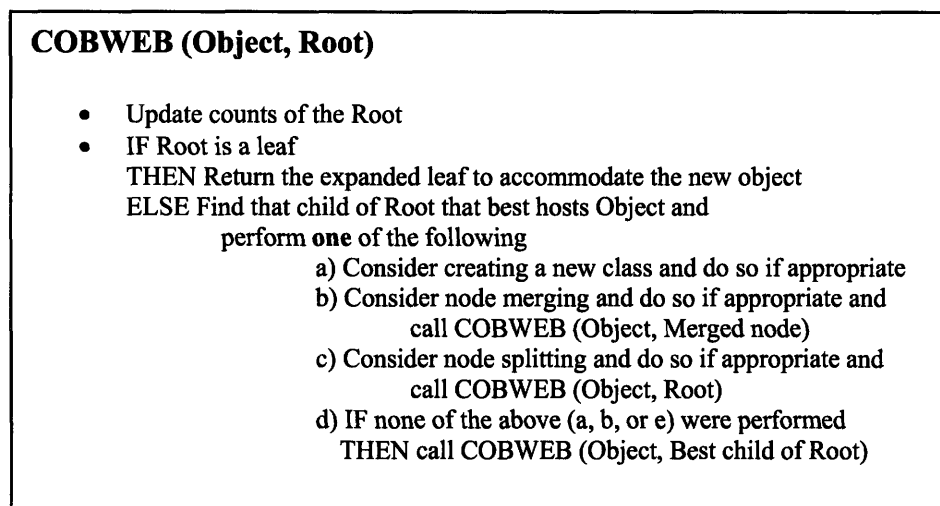 COBWEB (Object, Root)
• Update counts of the Root
• IF Root is a leaf
THEN Return the expanded leaf to accommodate the new object
ELSE Find that child of Root that best hosts Object and
perform one of the following
a) Consider creating a new class and do so if appropriate
b) Consider node merging and do so if appropriate and
call COBWEB (Object, Merged node)
c) Consider node splitting and do so if appropriate and
call COBWEB (Object, Root)
d) IF none of the above (a, b, or e) were performed
THEN call COBWEB (Object, Best child of Root)